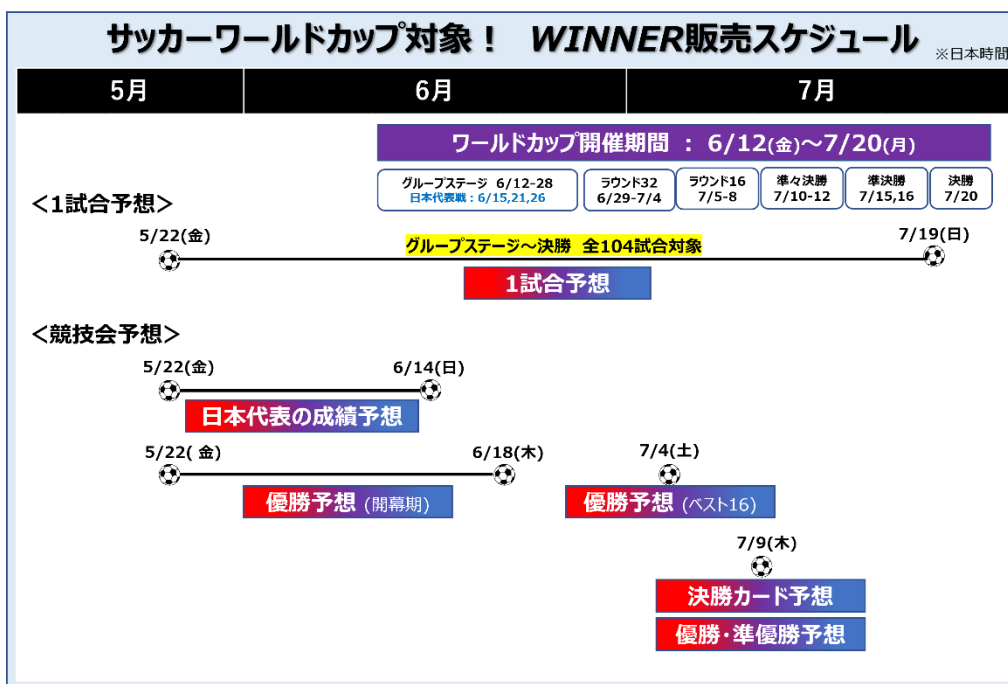 サッカーワールドカップ対象！ WINNER販売スケジュール
※日本時間
5月 6月 7月
ワールドカップ開催期間 ： 6/12(金)～7/20(月)
グループステージ 6/12-28
日本代表戦：6/15,21,26
ラウンド32
6/29-7/4
ラウンド16
7/5-8
準々決勝
7/10-12
準決勝
7/15,16
決勝
7/20
＜1試合予想＞
5/22(金)
グループステージ～決勝 全104試合対象
7/19(日)
1試合予想
＜競技会予想＞
5/22(金)
6/14(日)
日本代表の成績予想
5/22( 金)
6/18(木)
7/4(土)
優勝予想 (開幕期)
優勝予想 (ベスト16)
7/9(木)
決勝カード予想
優勝・準優勝予想